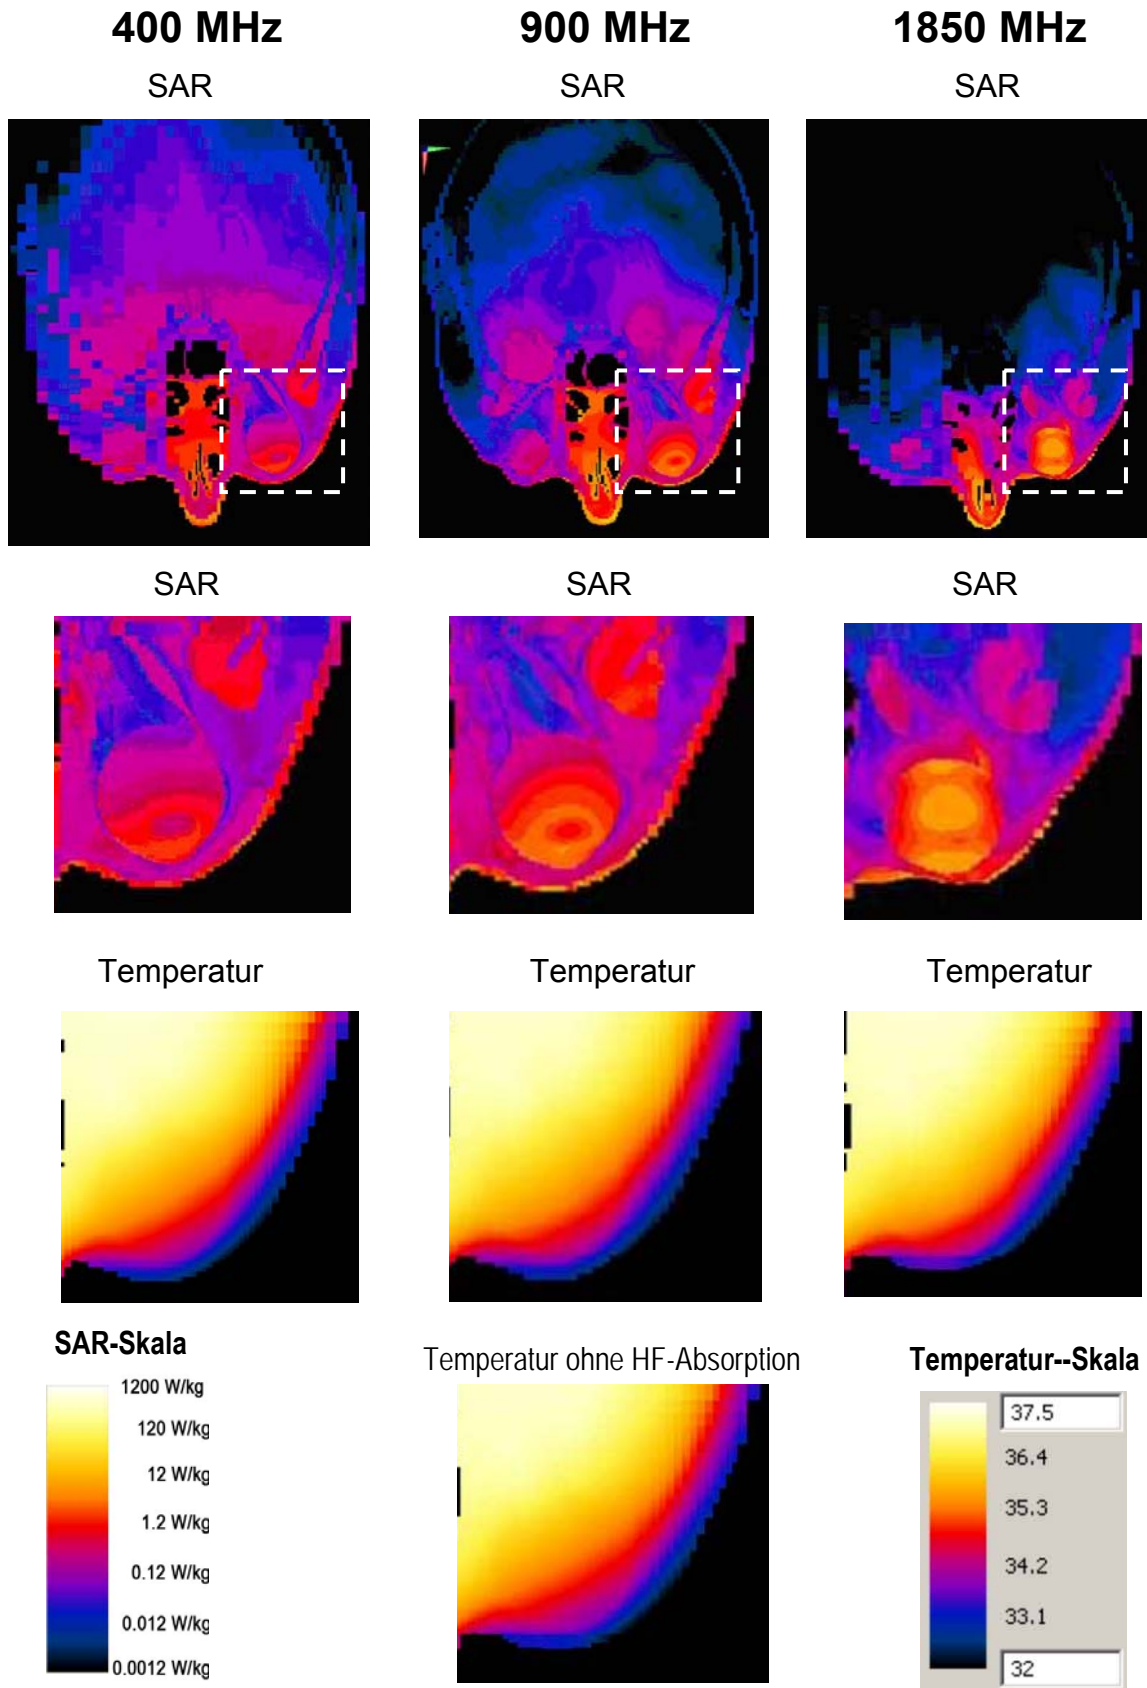 400 MHz
900 MHz
1850 MHz
SAR
SAR
SAR
SAR
SAR
SAR
Temperatur
Temperatur
Temperatur
SAR-Skala
1200 W/kg
120 W/kg
12 W/kg
1.2 W/kg
0.12 W/kg
0.012 W/kg
0.0012 W/kg
Temperatur ohne HF-Absorption
Temperatur--Skala
37.5
36.4
35.3
34.2
33.1
32